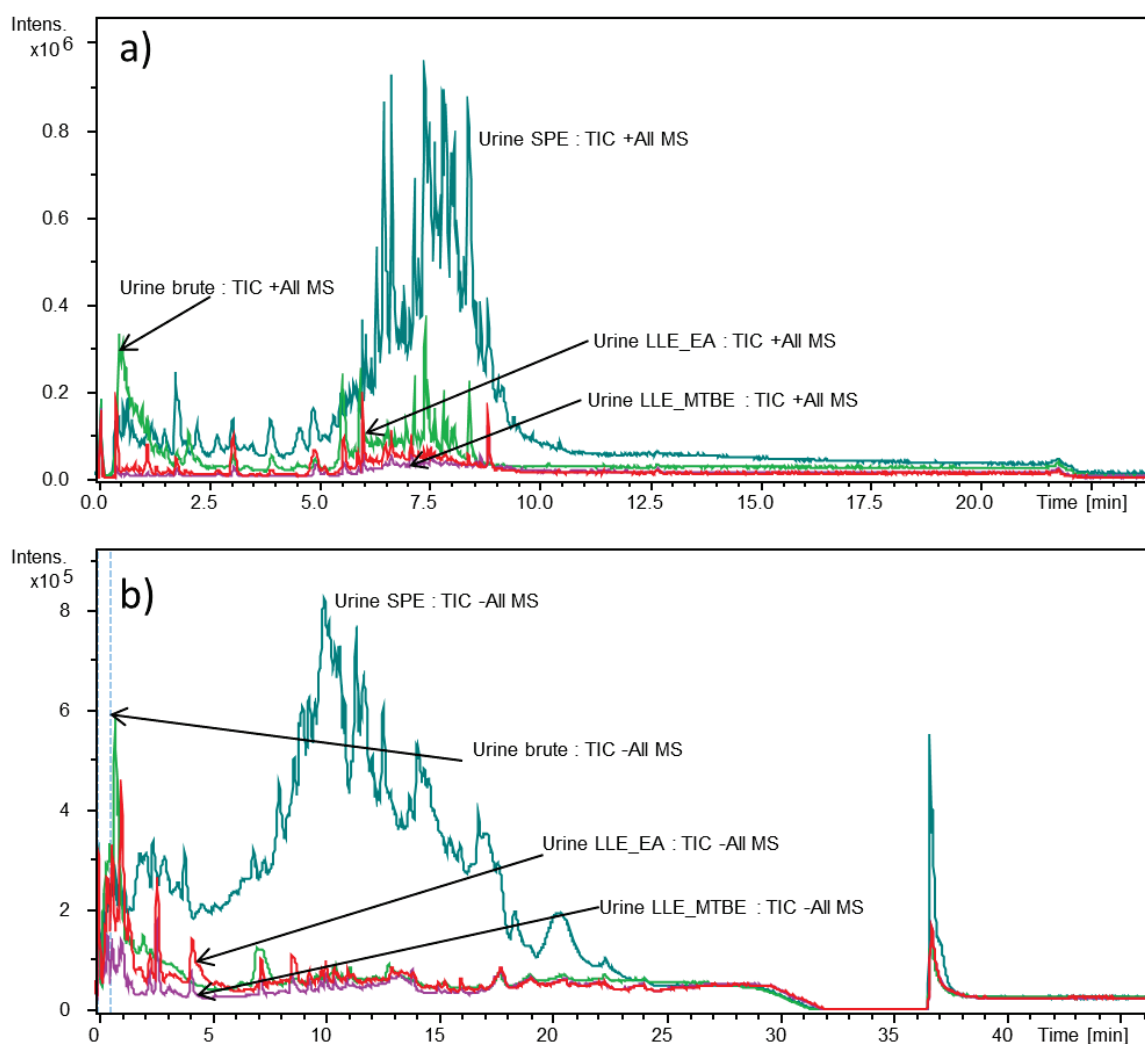 Intens.
x10 6
a)
1.0
0.8
Urine SPE : TIC +All MS
0.6
0.4
Urine brute : TIC +All MS
Urine LLE_EA : TIC +All MS
0.2
Urine LLE_MTBE : TIC +All MS
0.0
0.0 2.5 5.0 7.5 10.0 12.5 15.0 17.5 20.0 Time [min]
Intens.
x10 5
b)
8
Urine SPE : TIC -All MS
6
Urine brute : TIC -All MS
4
Urine LLE_EA : TIC -All MS
2
Urine LLE_MTBE : TIC -All MS
0
0 5 10 15 20 25 30 35 40 Time [min]